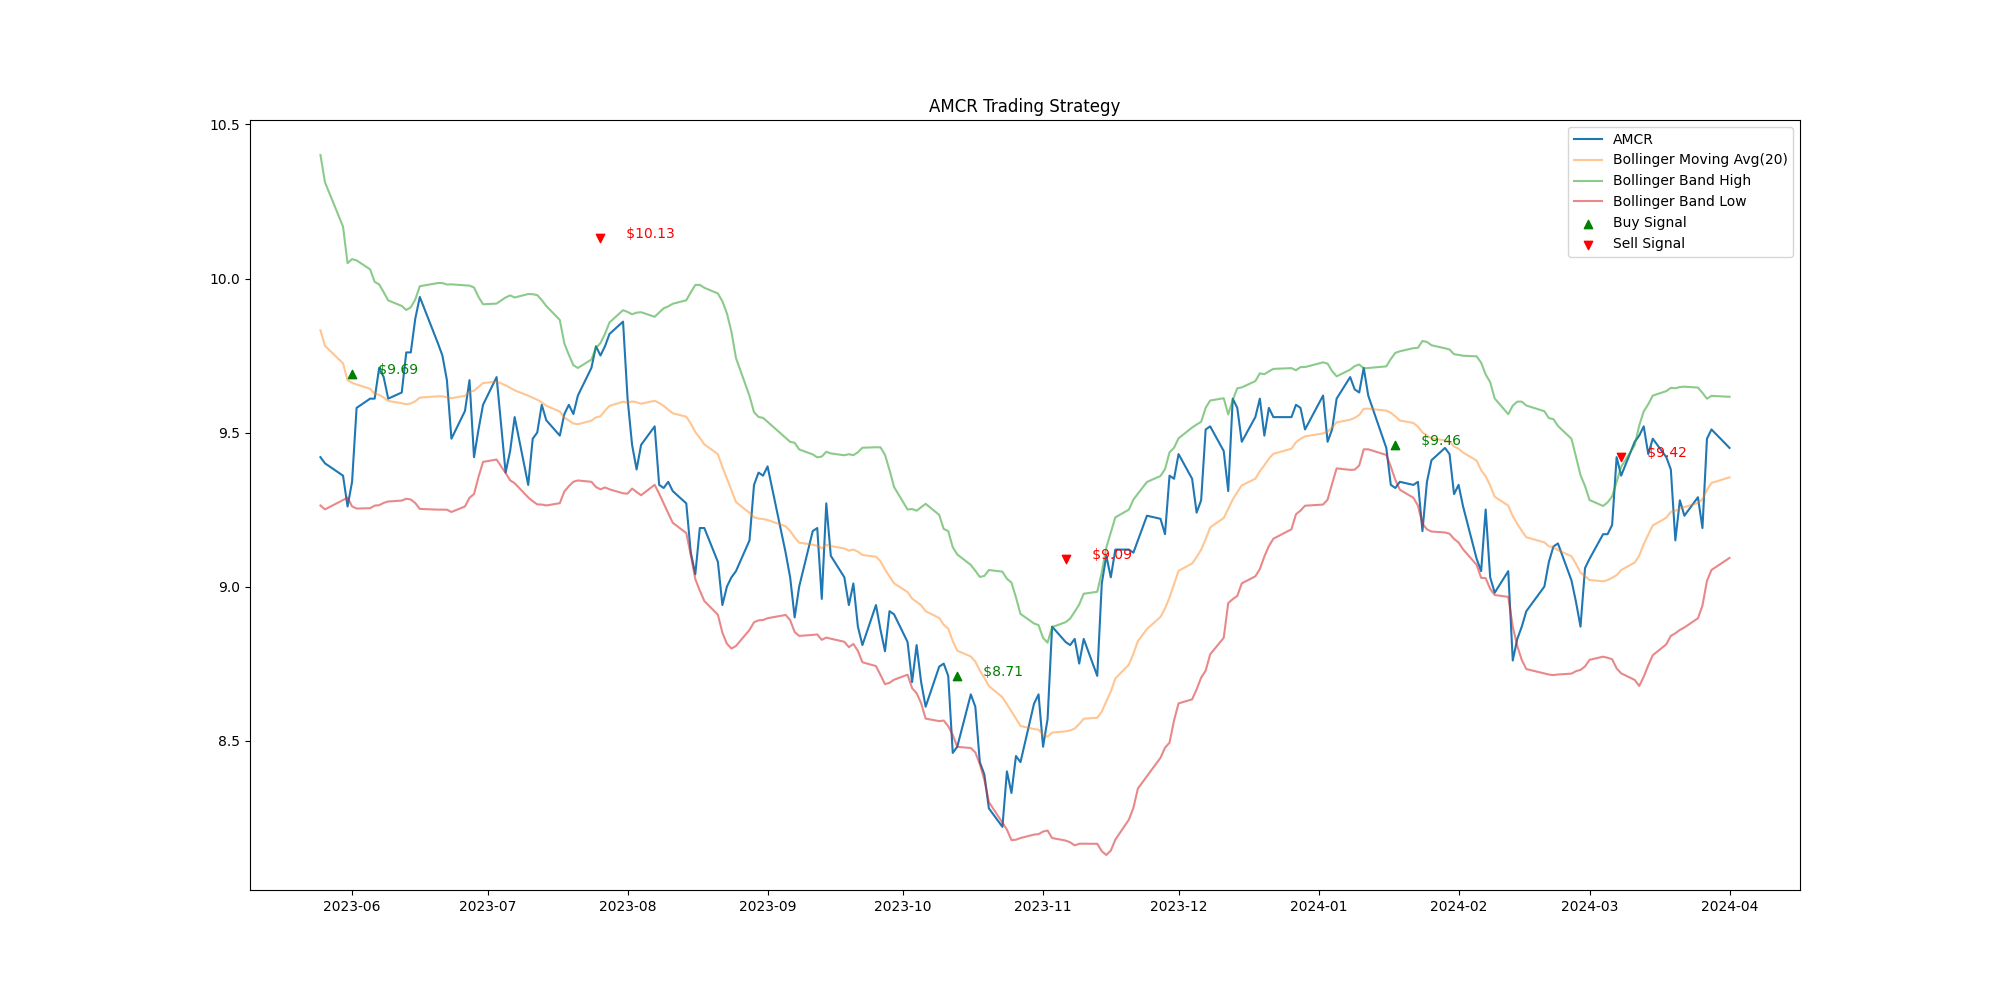 AMCR Trading Strategy
10.5
10.0
9.5
9.0
8.5
AMCR
Bollinger Moving Avg(20)
Bollinger Band High
Bollinger Band Low
Buy Signal
Sell Signal
$10.13
$9.69
$9.46
$9.42
$9.09
$8.71
2023-06 2023-07 2023-08 2023-09 2023-10 2023-11 2023-12 2024-01 2024-02 2024-03 2024-04